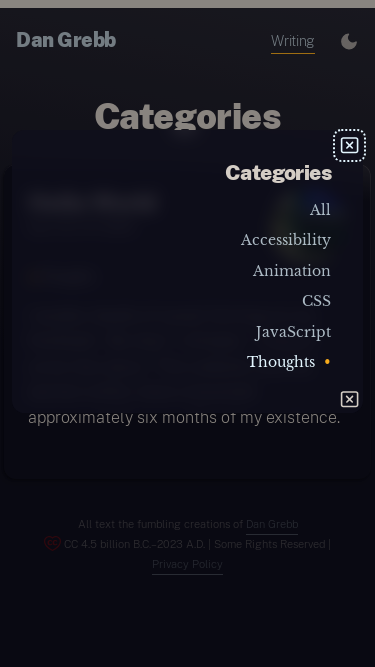 Dan Grebb
Writing
Categories
Categories
All
Accessibility
Animation
CSS
JavaScript
Thoughts •
approximately six months of my existence.
All text the fumbling creations of Dan Grebb
CC 4.5 billion B.C.–2023 A.D. | Some Rights Reserved |
Privacy Policy